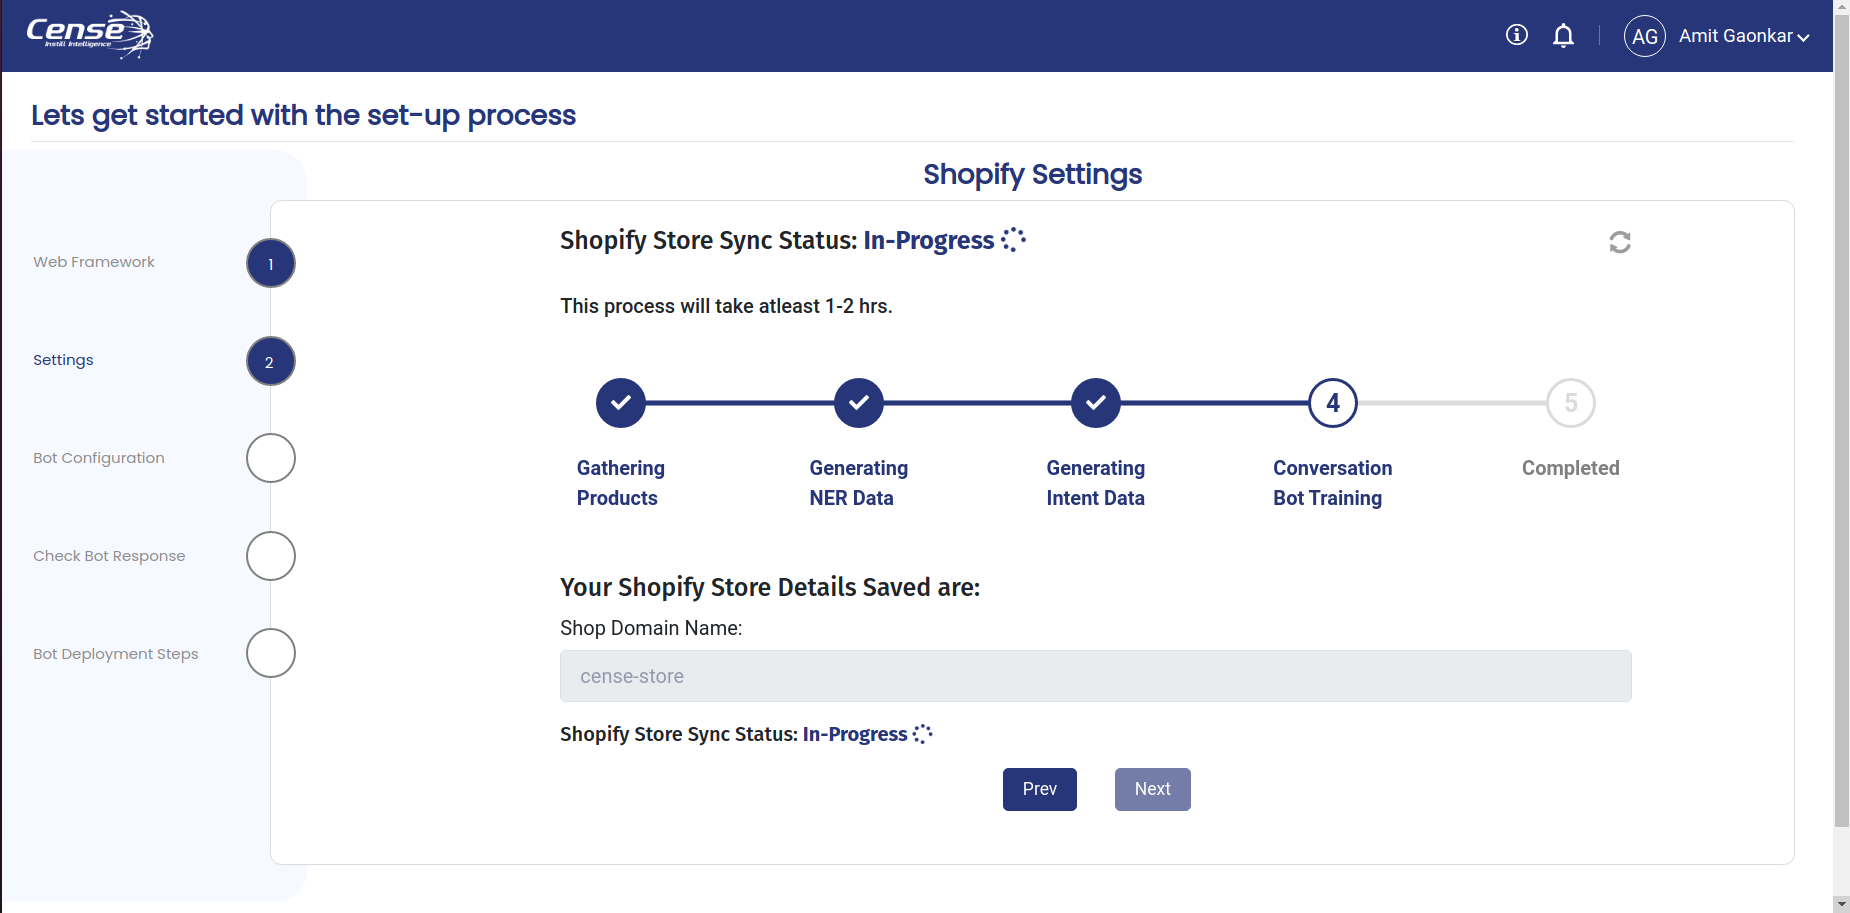 Cense
Instill Intelligence
AG Amit Gaonkar
Lets get started with the set-up process
Shopify Settings
Web Framework 1
Settings 2
Bot Configuration
Check Bot Response
Bot Deployment Steps
Shopify Store Sync Status: In-Progress
This process will take atleast 1-2 hrs.
4 5
Gathering Products
Generating NER Data
Generating Intent Data
Conversation Bot Training
Completed
Your Shopify Store Details Saved are:
Shop Domain Name:
cense-store
Shopify Store Sync Status: In-Progress
Prev Next